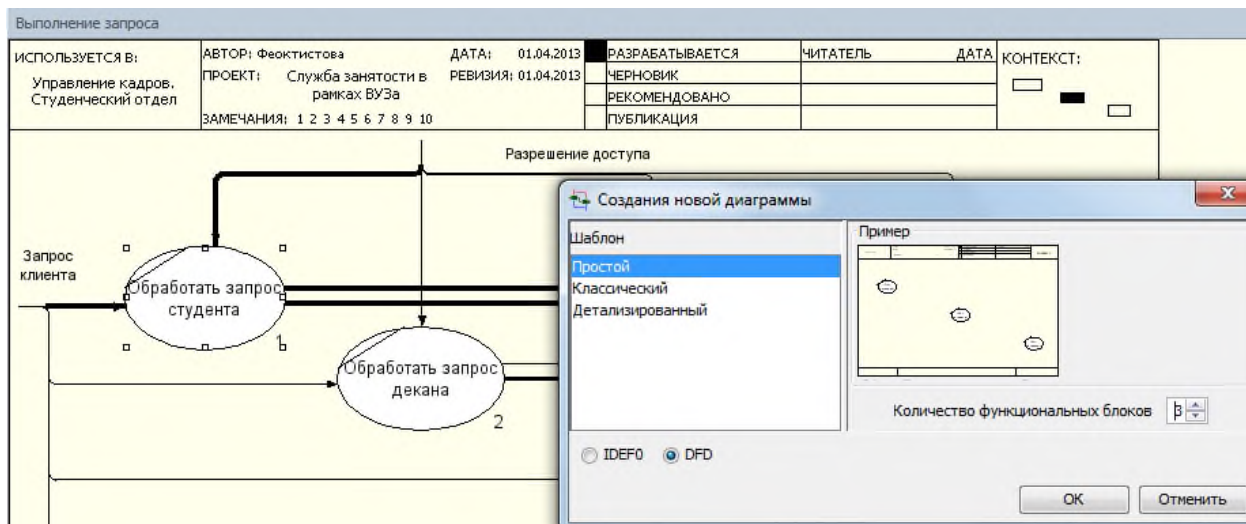 Выполнение запроса
ИСПОЛЬЗУЕТСЯ В:
Управление кадров.
Студенческий отдел
АВТОР: Феоктистова
ДАТА: 01.04.2013
ПРОЕКТ: Служба занятости в
рамках ВУЗа
РЕВИЗИЯ: 01.04.2013
ЗАМЕЧАНИЯ: 1 2 3 4 5 6 7 8 9 10
РАЗРАБАТЫВАЕТСЯ
ЧЕРНОВИК
РЕКОМЕНДОВАНО
ПУБЛИКАЦИЯ
ЧИТАТЕЛЬ
ДАТА
КОНТЕКСТ:
Разрешение доступа
Запрос
клиента
Обработать запрос
студента
1
Обработать запрос
декана
2
Создания новой диаграммы
Шаблон
Простой
Классический
Детализированный
Пример
Количество функциональных блоков 3
IDEF0 DFD
ОК Отменить